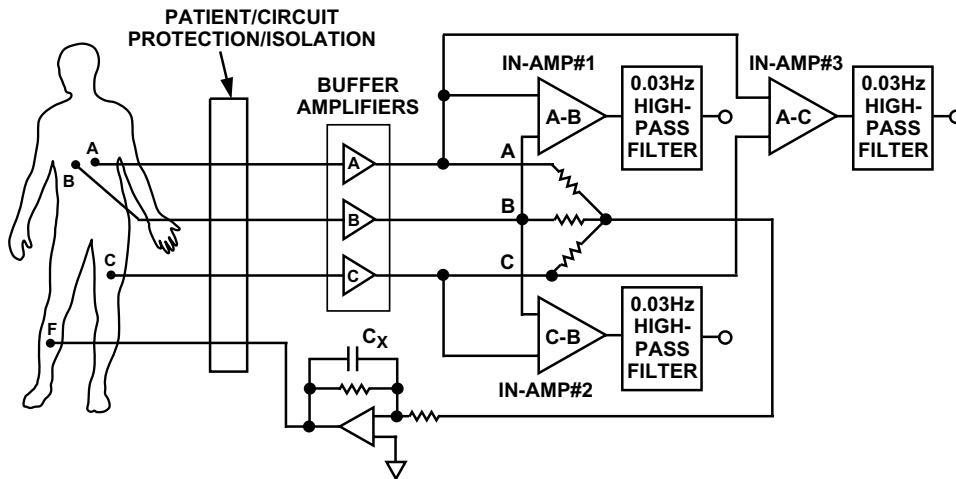 PATIENT/CIRCUIT
PROTECTION/ISOLATION
BUFFER
AMPLIFIERS
IN-AMP#1
A-B
0.03Hz
HIGH-
PASS
FILTER
IN-AMP#3
A-C
0.03Hz
HIGH-
PASS
FILTER
A
B
A
A
B
B
C
C
C
F
C-B
IN-AMP#2
0.03Hz
HIGH-
PASS
FILTER
CX